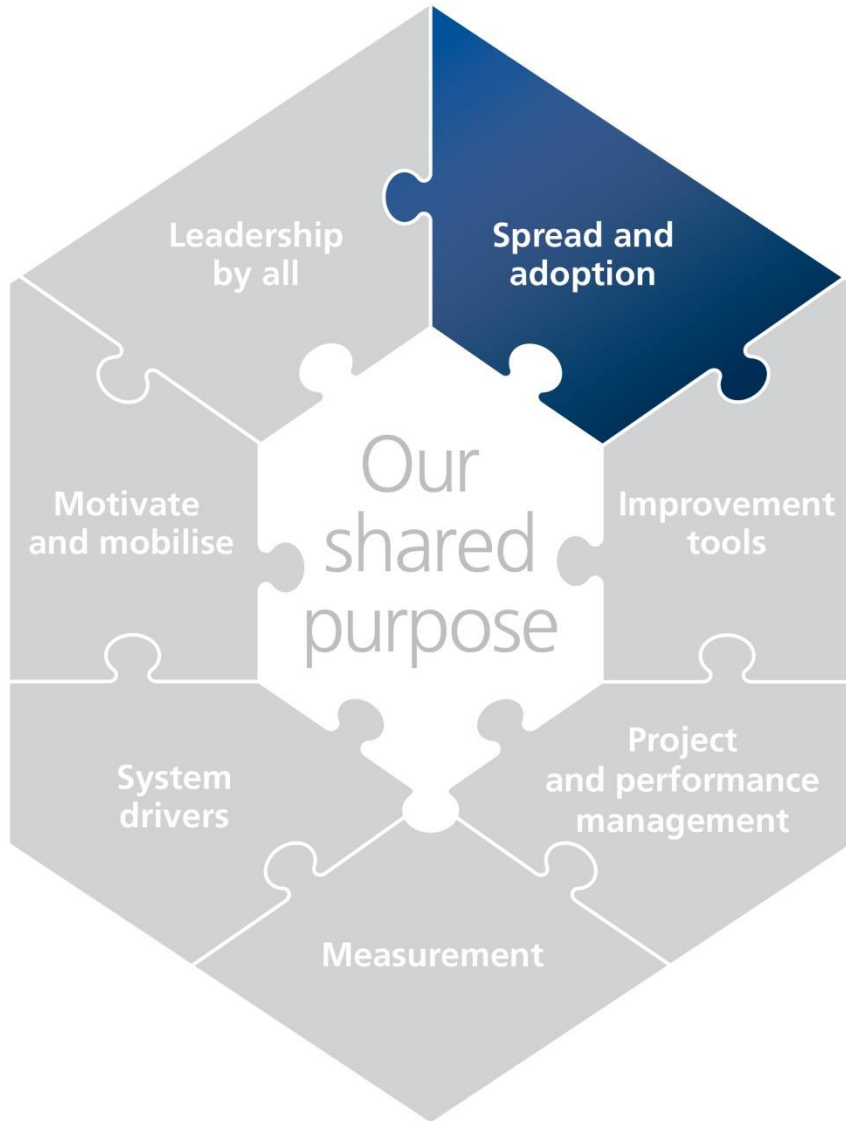 Leadership
by all
Spread and
adoption
Motivate
and mobilise
Our
shared
purpose
Improvement
tools
System
drivers
Project
and performance
management
Measurement